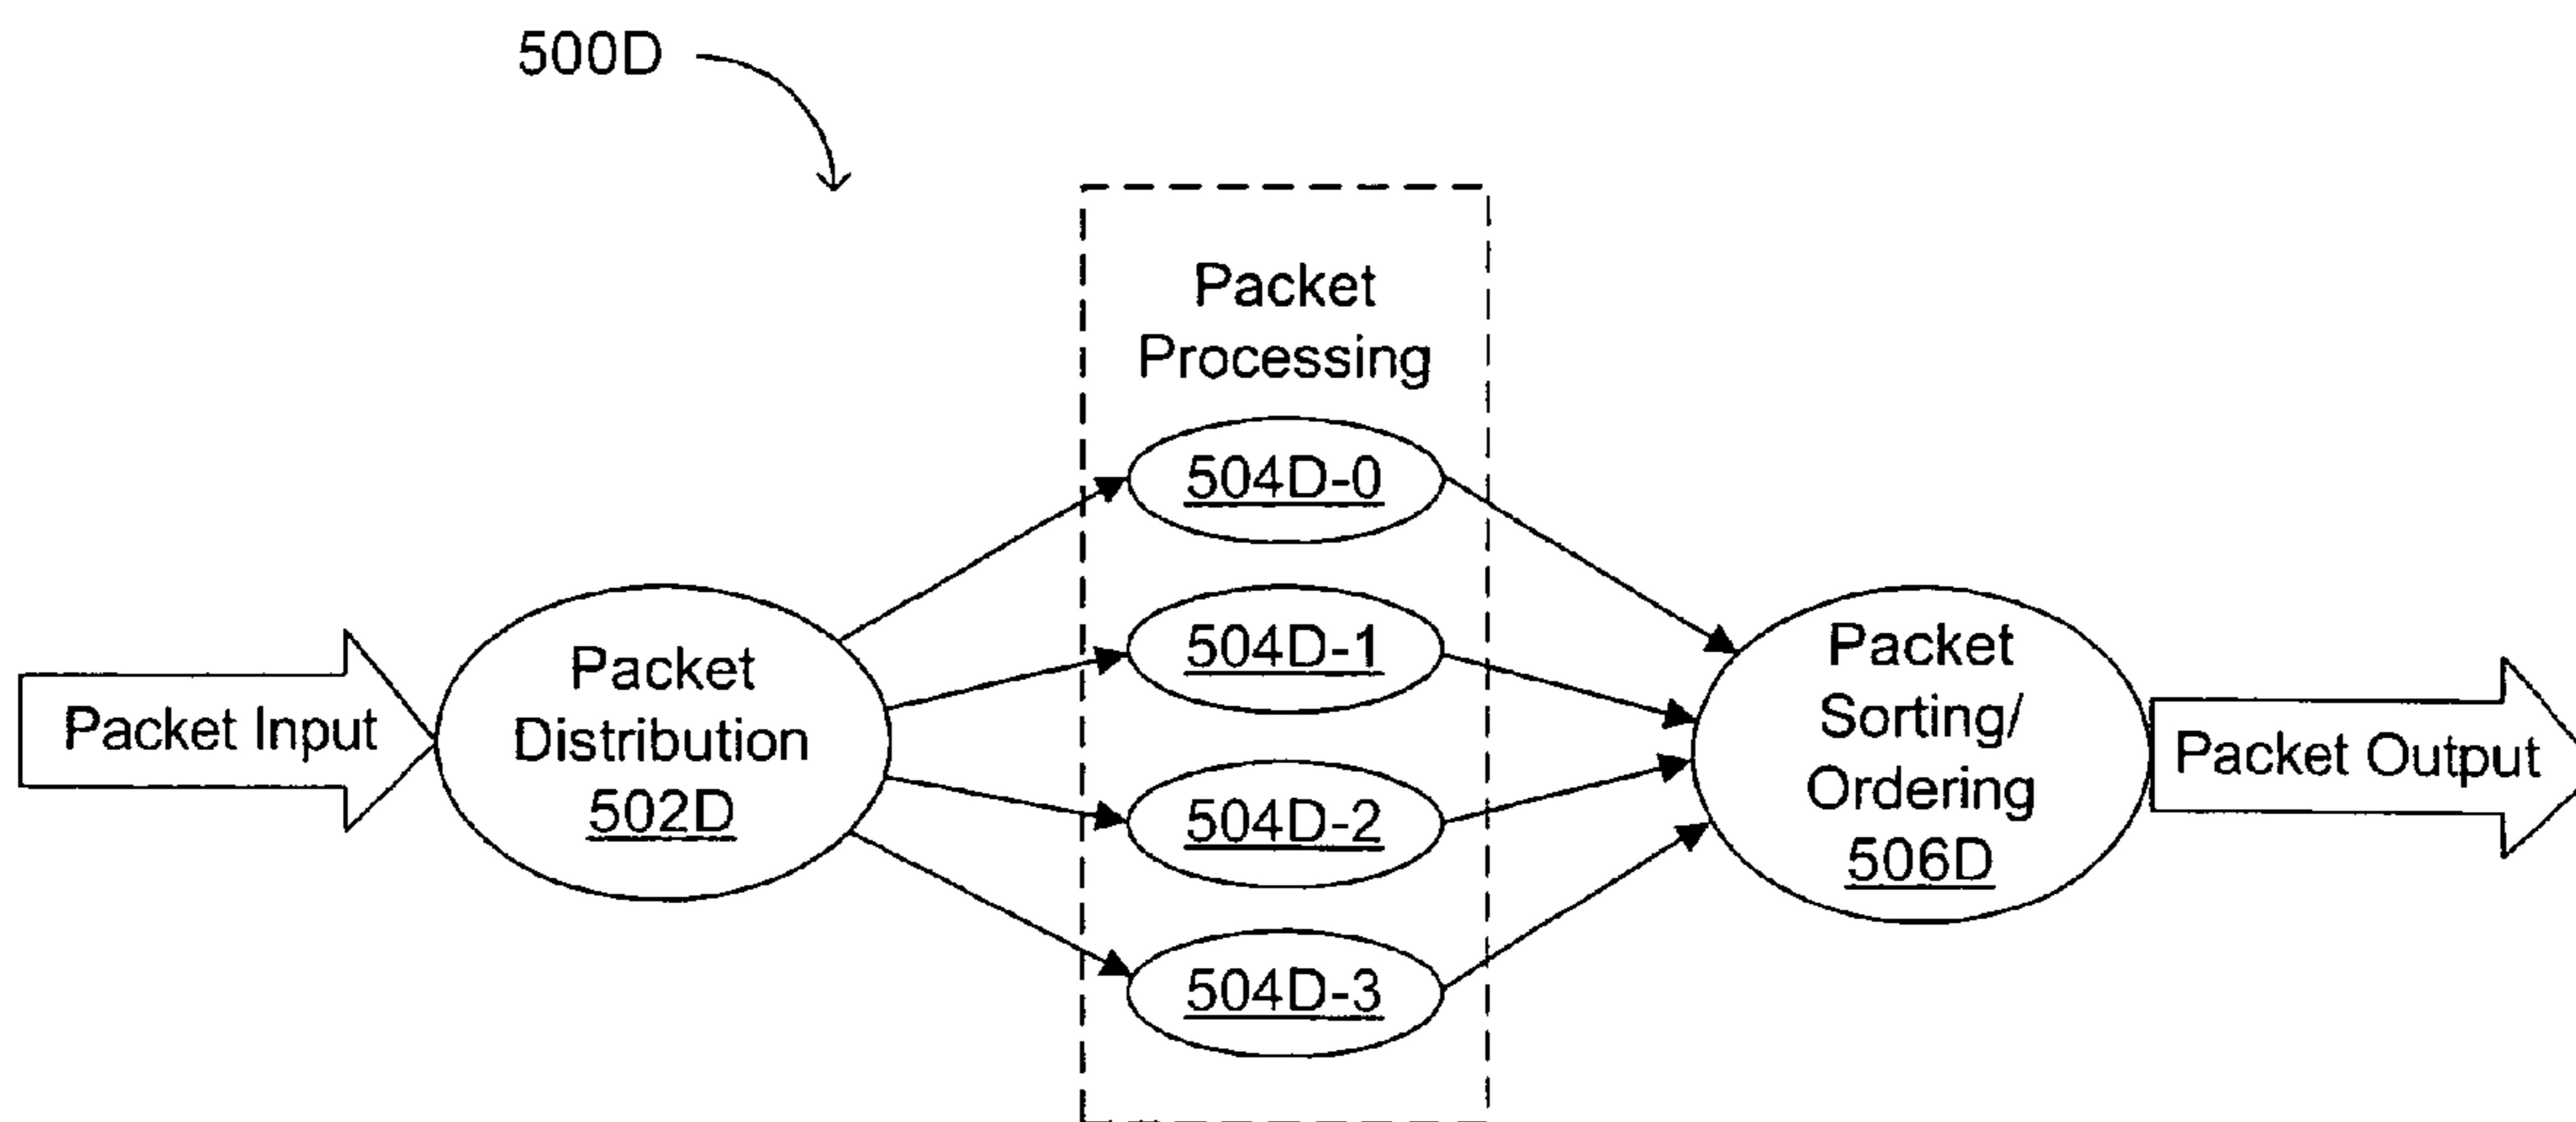 500D
Packet
Processing
504D-0
504D-1
504D-2
504D-3
Packet Input
Packet
Distribution
502D
Packet
Sorting/
Ordering
506D
Packet Output